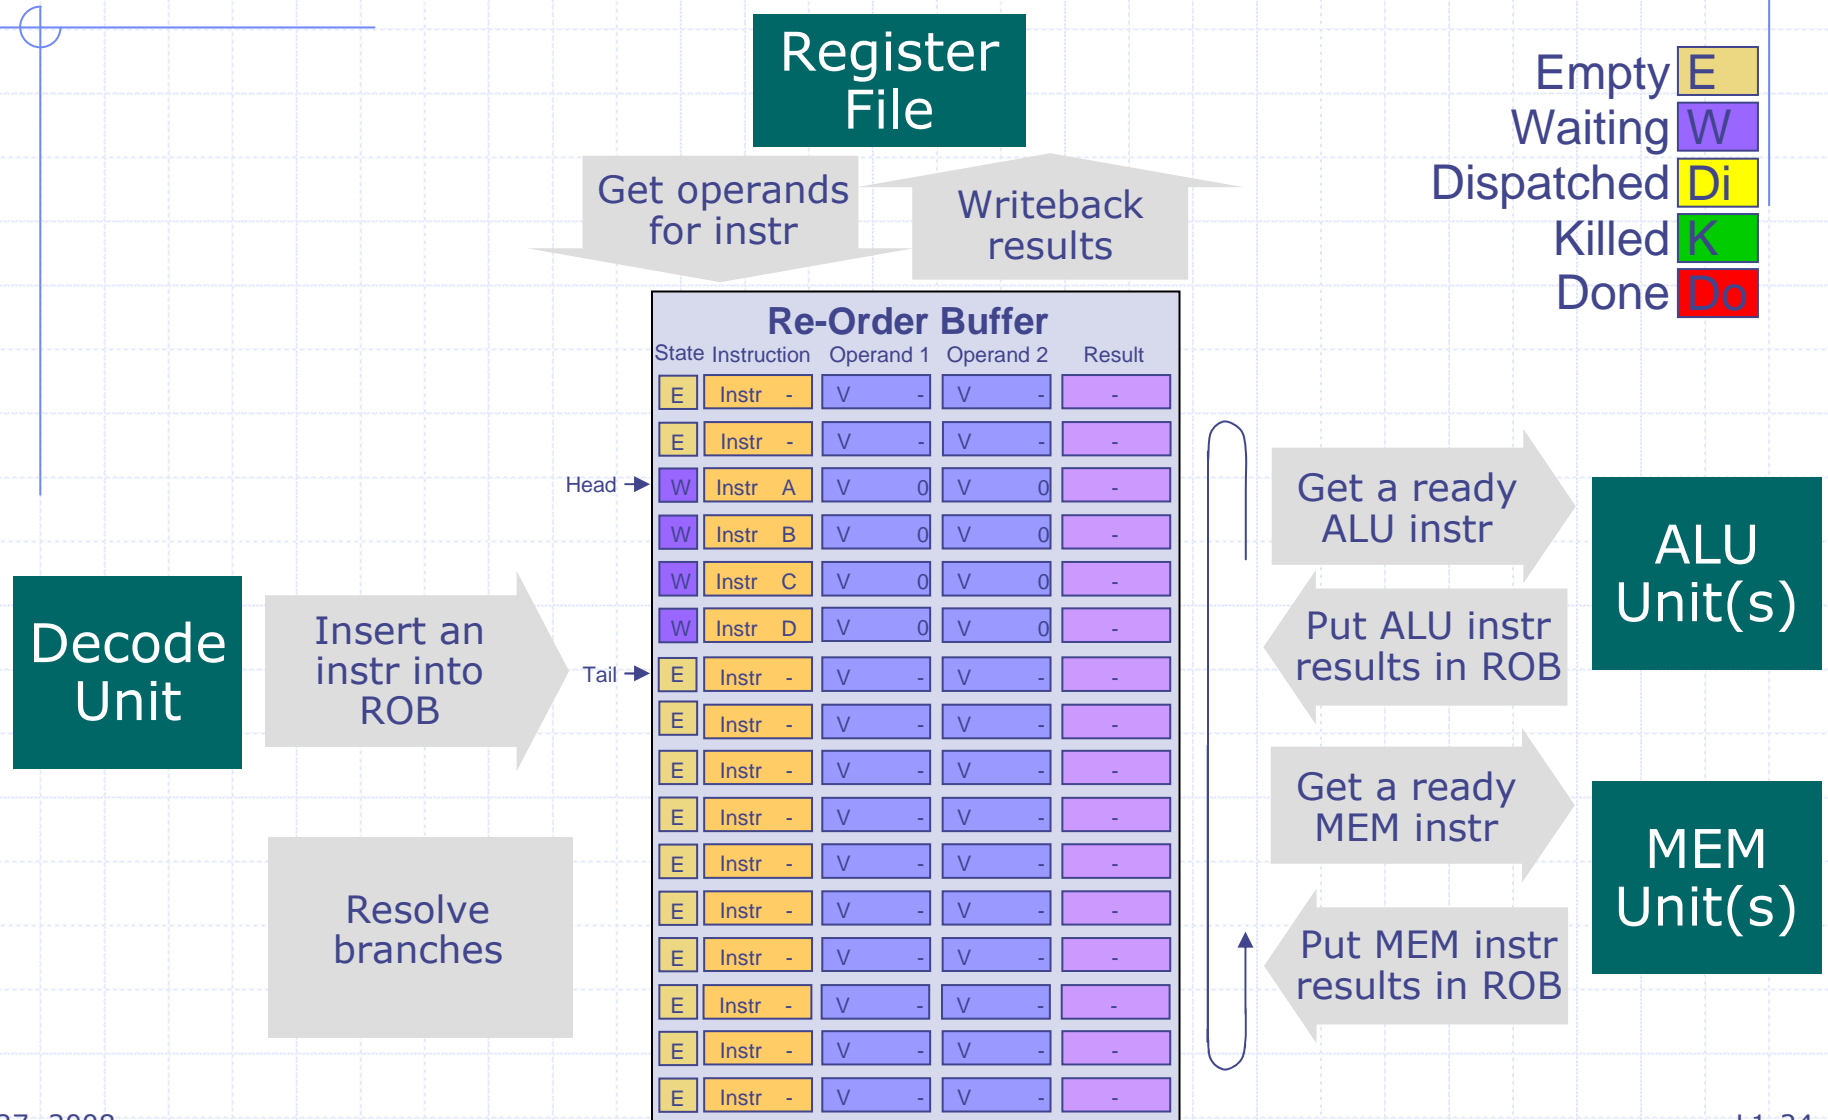 Register
File
Empty E
Waiting W
Dispatched Di
Killed K
Done Do
Get operands
for instr
Writeback
results
Re-Order Buffer
State Instruction Operand 1 Operand 2 Result
E Instr - V - V - -
E Instr - V - V - -
Head W Instr A V 0 V 0 -
W Instr B V 0 V 0 -
W Instr C V 0 V 0 -
W Instr D V 0 V 0 -
Tail E Instr - V - V - -
E Instr - V - V - -
E Instr - V - V - -
E Instr - V - V - -
E Instr - V - V - -
E Instr - V - V - -
E Instr - V - V - -
E Instr - V - V - -
E Instr - V - V - -
E Instr - V - V - -
Decode
Unit
Insert an
instr into
ROB
Resolve
branches
Get a ready
ALU instr
Put ALU instr
results in ROB
ALU
Unit(s)
Get a ready
MEM instr
Put MEM instr
results in ROB
MEM
Unit(s)